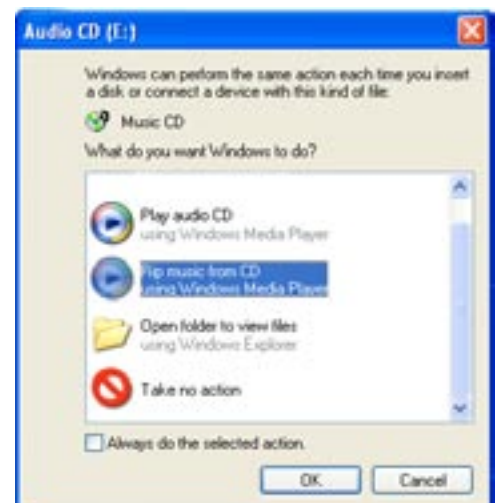 Audio CD (E:)
Windows can perform the same action each time you insert
a disk or connect a device with this kind of file:
Music CD
What do you want Windows to do?
Play audio CD
using Windows Media Player
Rip music from CD
using Windows Media Player
Open folder to view files
using Windows Explorer
Take no action
Always do the selected action.
OK
Cancel